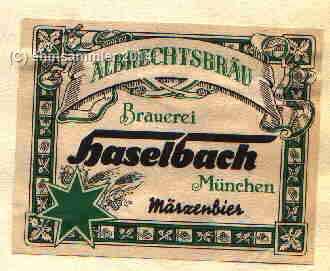 ALBRECHTSBRÄU
Brauerei
Haselbach
München
Märzenbier